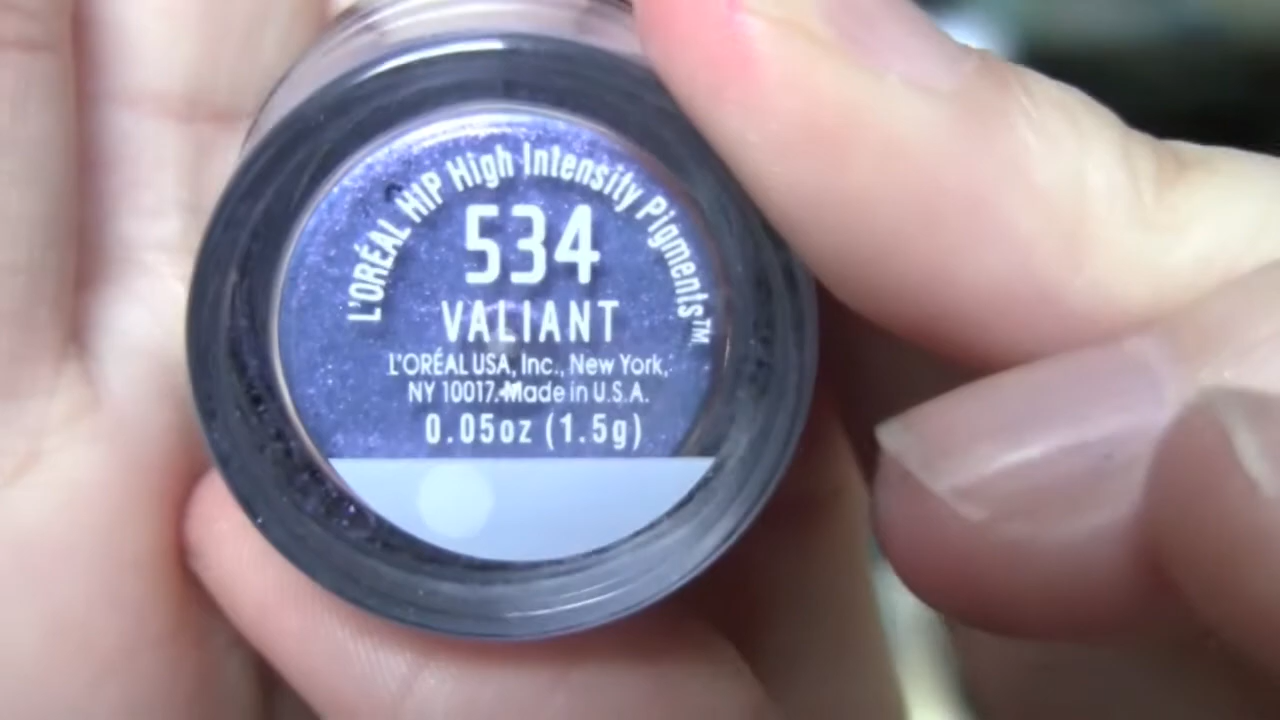 L'ORÉAL HIP High Intensity Pigments™
534
VALIANT
L'ORÉAL USA, Inc., New York,
NY 10017. Made in U.S.A.
0.05oz (1.5g)